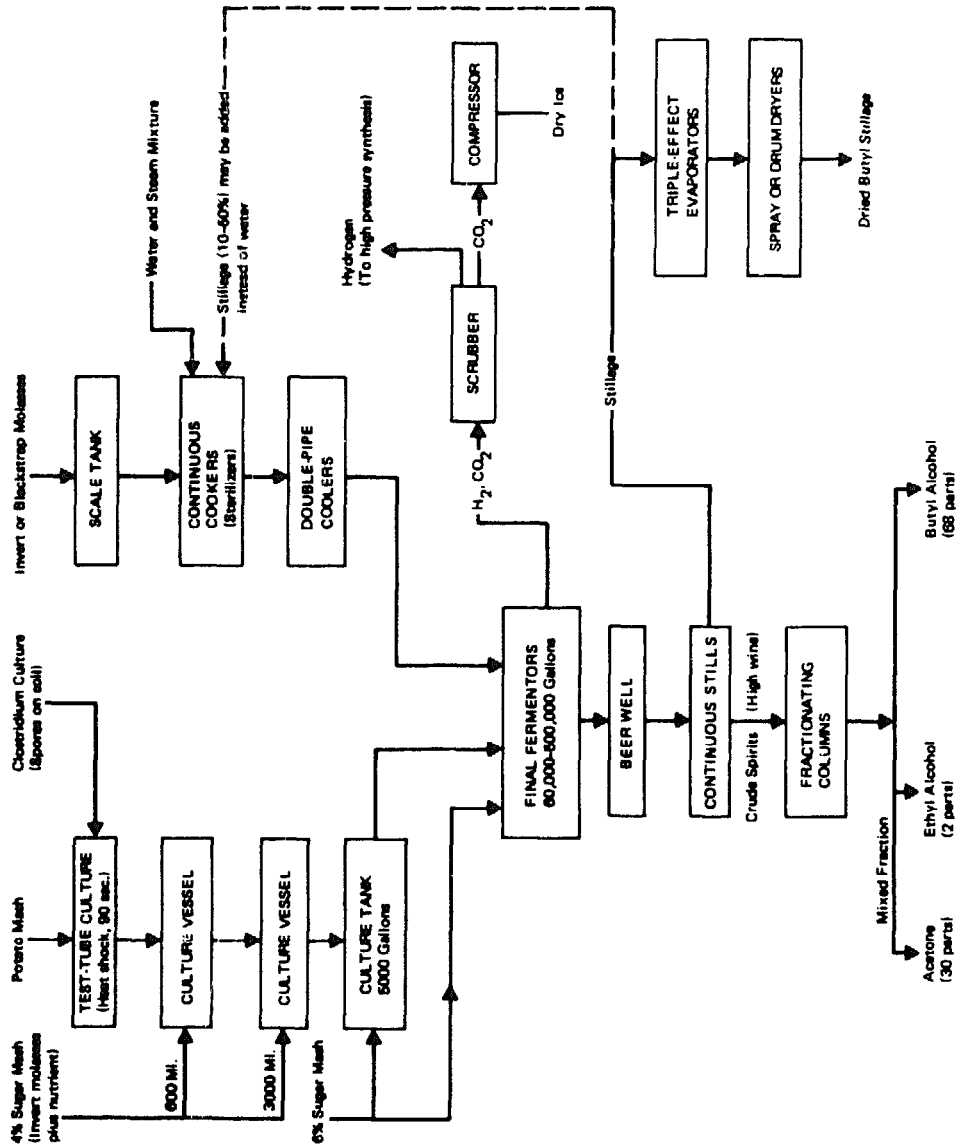 4% Sugar Mash
(Invert molasses
plus nutrient)
Potato Mash
Clostridium Culture
(Spores on soil)
Invert or Blackstrap Molasses
TEST-TUBE CULTURE
(Heat shock, 90 sec.)
SCALE TANK
Water and Steam Mixture
600 Ml.
CULTURE VESSEL
CONTINUOUS
COOKERS
(Sterilizers)
Stillage (10-50%) may be added
instead of water
3000 Ml.
CULTURE VESSEL
DOUBLE-PIPE
COOLERS
6% Sugar Mash
CULTURE TANK
5000 Gallons
Hydrogen
(To high pressure synthesis)
FINAL FERMENTORS
60,000-500,000 Gallons
H2, CO2
SCRUBBER
CO2
COMPRESSOR
Dry Ice
BEER WELL
Stillage
CONTINUOUS STILLS
Crude Spirits (High wine)
TRIPLE-EFFECT
EVAPORATORS
FRACTIONATING
COLUMNS
SPRAY OR DRUM DRYERS
Mixed Fraction
Dried Butyl Stillage
Acetone
(30 parts)
Ethyl Alcohol
(2 parts)
Butyl Alcohol
(68 parts)